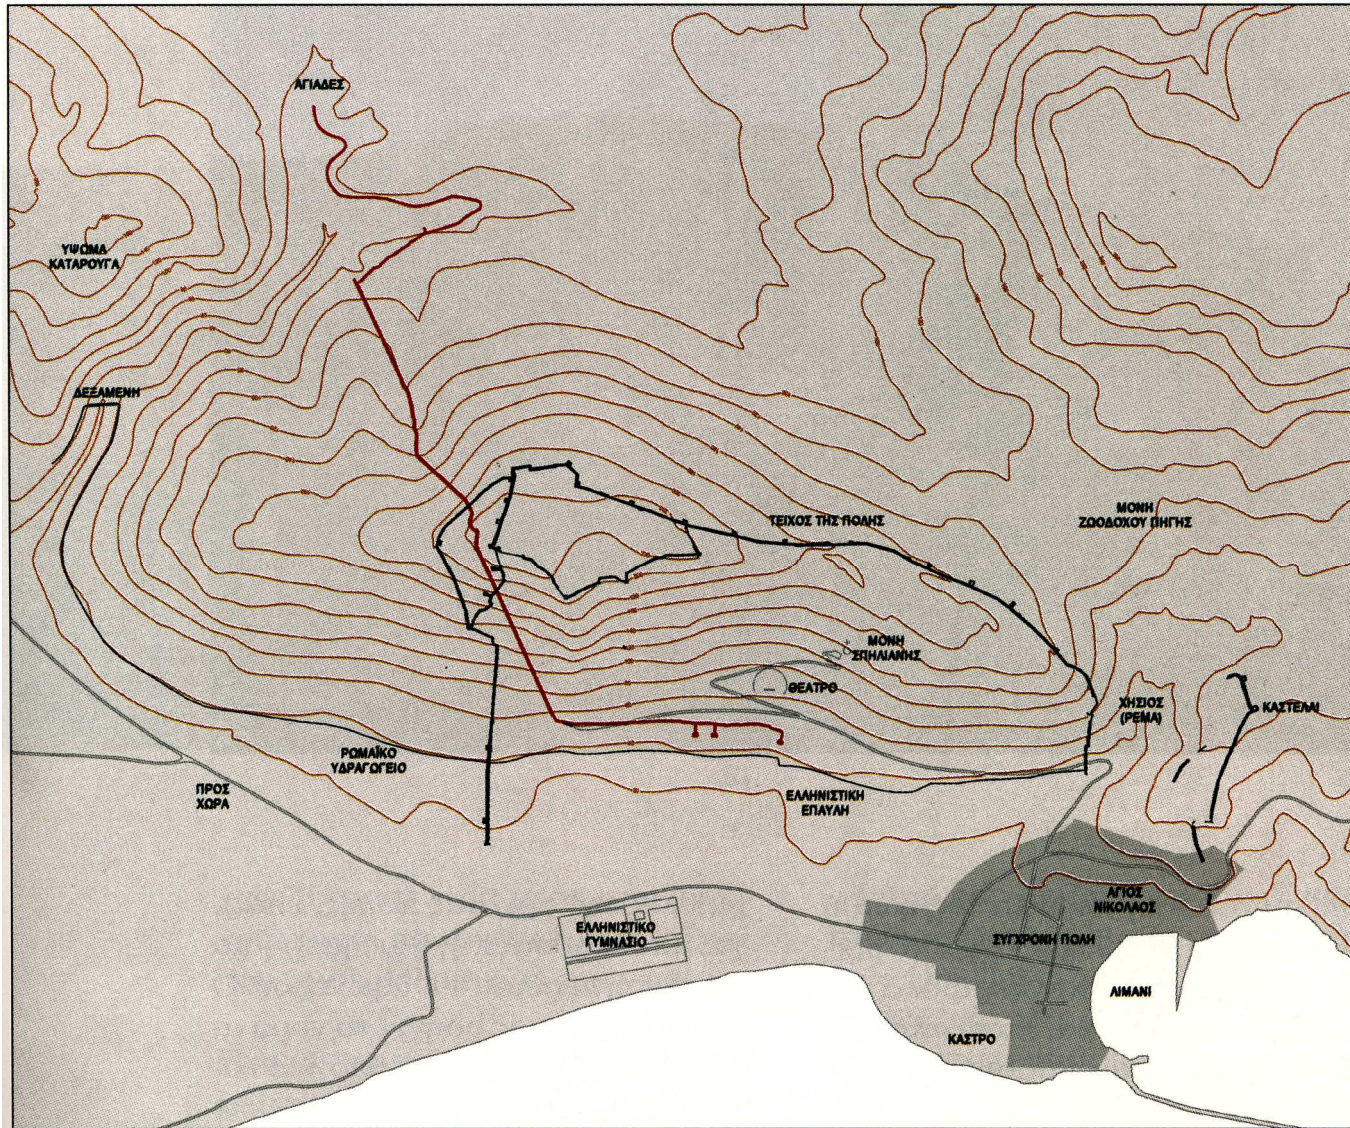 ΑΓΙΑΔΕΣ
ΥΨΩΜΑ
ΚΑΤΑΡΟΥΓΑ
ΔΕΞΑΜΕΝΗ
ΤΕΙΧΟΣ ΤΗΣ ΠΟΛΗΣ
ΜΟΝΗ
ΖΩΟΔΟΧΟΥ ΠΗΓΗΣ
ΜΟΝΗ
ΣΠΗΛΙΑΝΗΣ
ΘΕΑΤΡΟ
ΧΗΣΙΟΣ
(ΡΕΜΑ)
ΚΑΣΤΕΛΛΙ
ΡΩΜΑΪΚΟ
ΥΔΡΑΓΩΓΕΙΟ
ΠΡΟΣ
ΧΩΡΑ
ΕΛΛΗΝΙΣΤΙΚΗ
ΕΠΑΥΛΗ
ΑΓΙΟΣ
ΝΙΚΟΛΑΟΣ
ΕΛΛΗΝΙΣΤΙΚΟ
ΓΥΜΝΑΣΙΟ
ΣΥΓΧΡΟΝΗ ΠΟΛΗ
ΛΙΜΑΝΙ
ΚΑΣΤΡΟ